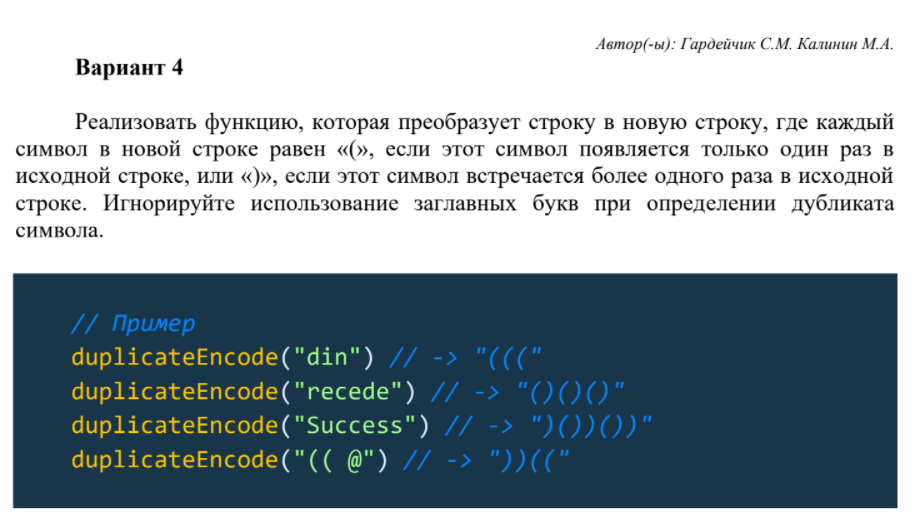 Автор(-ы): Гардейчик С.М. Калинин М.А.
Вариант 4
Реализовать функцию, которая преобразует строку в новую строку, где каждый
символ в новой строке равен «(», если этот символ появляется только один раз в
исходной строке, или «)», если этот символ встречается более одного раза в исходной
строке. Игнорируйте использование заглавных букв при определении дубликата
символа.
// Пример
duplicateEncode("din") // -> "((("
duplicateEncode("recede") // -> "()()()"
duplicateEncode("Success") // -> ")())())"
duplicateEncode("(( @") // -> "))(("